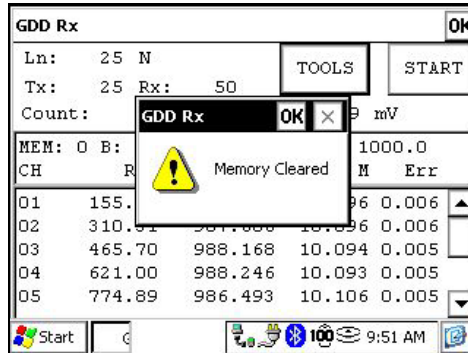 GDD Rx OK
Ln: 25 N
TOOLS START
Tx: 25 Rx: 50
Count: 9 mV
GDD Rx OK ×
Memory Cleared
MEM: 0 B: 1000.0
CH R M Err
01 155. 96 0.006
02 310. 0.006
03 465.70 988.168 10.094 0.005
04 621.00 988.246 10.093 0.005
05 774.89 986.493 10.106 0.005
Start 100 9:51 AM